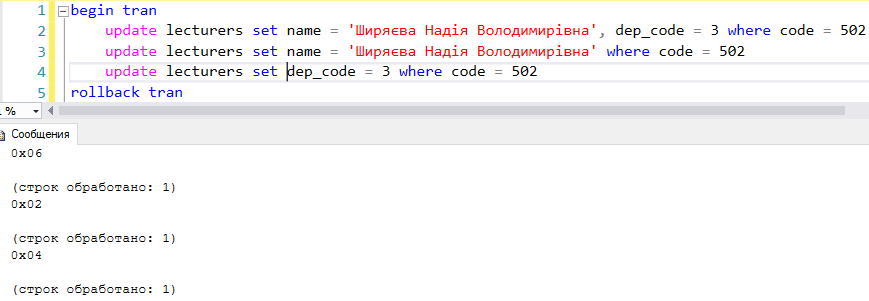 1 begin tran
2 update lecturers set name = 'Ширяєва Надія Володимирівна', dep_code = 3 where code = 502
3 update lecturers set name = 'Ширяєва Надія Володимирівна' where code = 502
4 update lecturers set dep_code = 3 where code = 502
5 rollback tran
%
Сообщения
0x06
(строк обработано: 1)
0x02
(строк обработано: 1)
0x04
(строк обработано: 1)